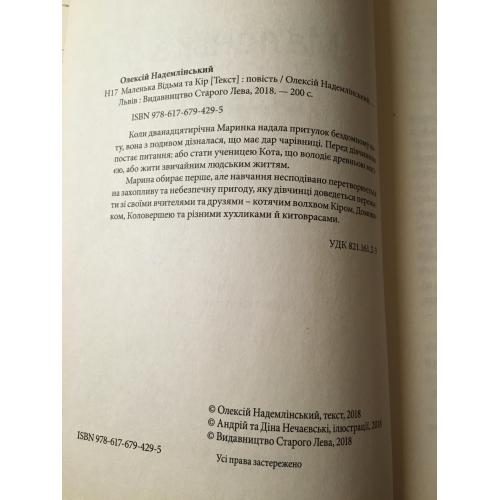 Олексій Надемлінський
Н17 Маленька Відьма та Кір [Текст] : повість / Олексій Надемлінський. —
Львів : Видавництво Старого Лева, 2018. — 200 с.
ISBN 978-617-679-429-5
Коли дванадцятирічна Маринка надала притулок бездомному ко-
ту, вона з подивом дізналася, що має дар чарівниці. Перед дівчинкою
постає питання: або стати ученицею Кота, що володіє древньою
або жити звичайним людським життям.
Марина обирає перше, але навчання несподівано перетворюється
на захопливу та небезпечну пригоду, яку дівчинці доведеться
ти зі своїми вчителями та друзями – котячим волхвом Кіром,
ком, Коловершею та різними хухликами й китоврасами.
УДК 821.161.2-3
© Олексій Надемлінський, текст, 2018
© Андрій та Діна Нечаєвські, ілюстрації, 2018
ISBN 978-617-679-429-5 © Видавництво Старого Лева, 2018
Усі права застережено